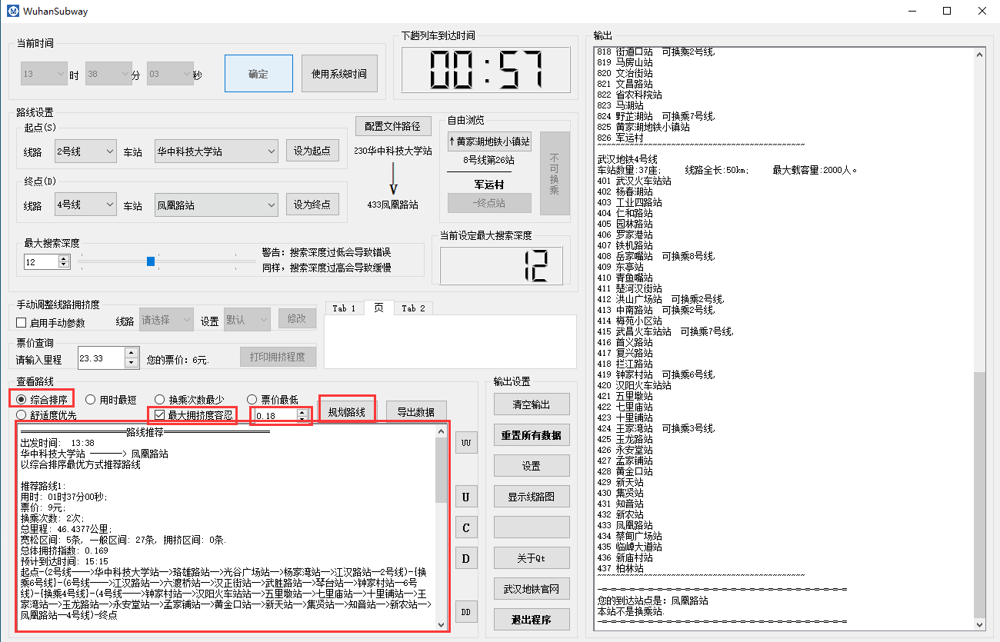 WuhanSubway
当前时间
13 时 38 分 03 秒 确定 使用系统时间
下趟列车到达时间
00:57
路线设置
起点(S)
线路 2号线 车站 华中科技大学站 设为起点
终点(D)
线路 4号线 车站 凤凰路站 设为终点
配置文件路径
230华中科技大学站
V
433凤凰路站
自由浏览
↑黄家湖地铁小镇站
8号线第26站
军运村
-终点站
不可换乘
最大搜索深度
12
警告: 搜索深度过低会导致错误
同样, 搜索深度过高会导致缓慢
当前设定最大搜索深度
12
手动调整线路拥挤度
启用手动参数 线路 请选择 设置 默认 修改
票价查询
请输入里程 23.33 您的票价: 6元. 打印拥挤程度
Tab 1 页 Tab 2
查看路线
综合排序 用时最短 换乘次数最少 票价最低
舒适度优先 最大拥挤度容忍 0.18 规划路线 导出数据
═══════════路线推荐═══════════
出发时间: 13:38
华中科技大学站 ————> 凤凰路站
以综合排序最优方式推荐路线
推荐路线1:
用时: 01时37分00秒;
票价: 9元;
换乘次数: 2次;
总里程: 46.4377公里;
宽松区间: 5条, 一般区间: 27条, 拥挤区间: 0条.
总体拥挤指数: 0.169
预计到达时间: 15:15
起点-(2号线——>华中科技大学站—>珞雄路站—>光谷广场站—>杨家湾站—>江汉路站—2号线)-{换
乘6号线}-(6号线——>江汉路站—>六渡桥站—>汉正街站—>武胜路站—>琴台站—>钟家村站—6号
线)-{换乘4号线}-(4号线——>钟家村站—>汉阳火车站站—>五里墩站—>七里庙站—>十里铺站—>王
家湾站—>玉龙路站—>永安堂站—>孟家铺站—>黄金口站—>新天站—>集贤站—>知音站—>新农站—>
凤凰路站—4号线)-终点
UU
U
C
D
DD
输出设置
清空输出
重置所有数据
设置
显示线路图
关于Qt
武汉地铁官网
退出程序
输出
818 街道口站 可换乘2号线,
819 马房山站
820 文治街站
821 文昌路站
822 省农科院站
823 马湖站
824 野芷湖站 可换乘7号线,
825 黄家湖地铁小镇站
826 军运村
~~~~~~~~~~~~~~~~~~~~~~~~~~~~~~~~~~
武汉地铁4号线
车站数量:37座; 线路全长:50km; 最大载客量:2000人。
401 武汉火车站站
402 杨春湖站
403 工业四路站
404 仁和路站
405 园林路站
406 罗家港站
407 铁机路站
408 岳家嘴站 可换乘8号线,
409 东亭站
410 青鱼嘴站
411 楚河汉街站
412 洪山广场站 可换乘2号线,
413 中南路站 可换乘2号线,
414 梅苑小区站
415 武昌火车站站 可换乘7号线,
416 首义路站
417 复兴路站
418 拦江路站
419 钟家村站 可换乘6号线,
420 汉阳火车站站
421 五里墩站
422 七里庙站
423 十里铺站
424 王家湾站 可换乘3号线,
425 玉龙路站
426 永安堂站
427 孟家铺站
428 黄金口站
429 新天站
430 集贤站
431 知音站
432 新农站
433 凤凰路站
434 蔡甸广场站
435 临嶂大道站
436 新庙村站
437 柏林站
~~~~~~~~~~~~~~~~~~~~~~~~~~~~~~~~~~
-=-=-=-=-=-=-=-=-=-=-=-=-=-=-=-=-=-=-=-=
您的到达站点是: 凤凰路站
本站不是换乘站.
-=-=-=-=-=-=-=-=-=-=-=-=-=-=-=-=-=-=-=-=